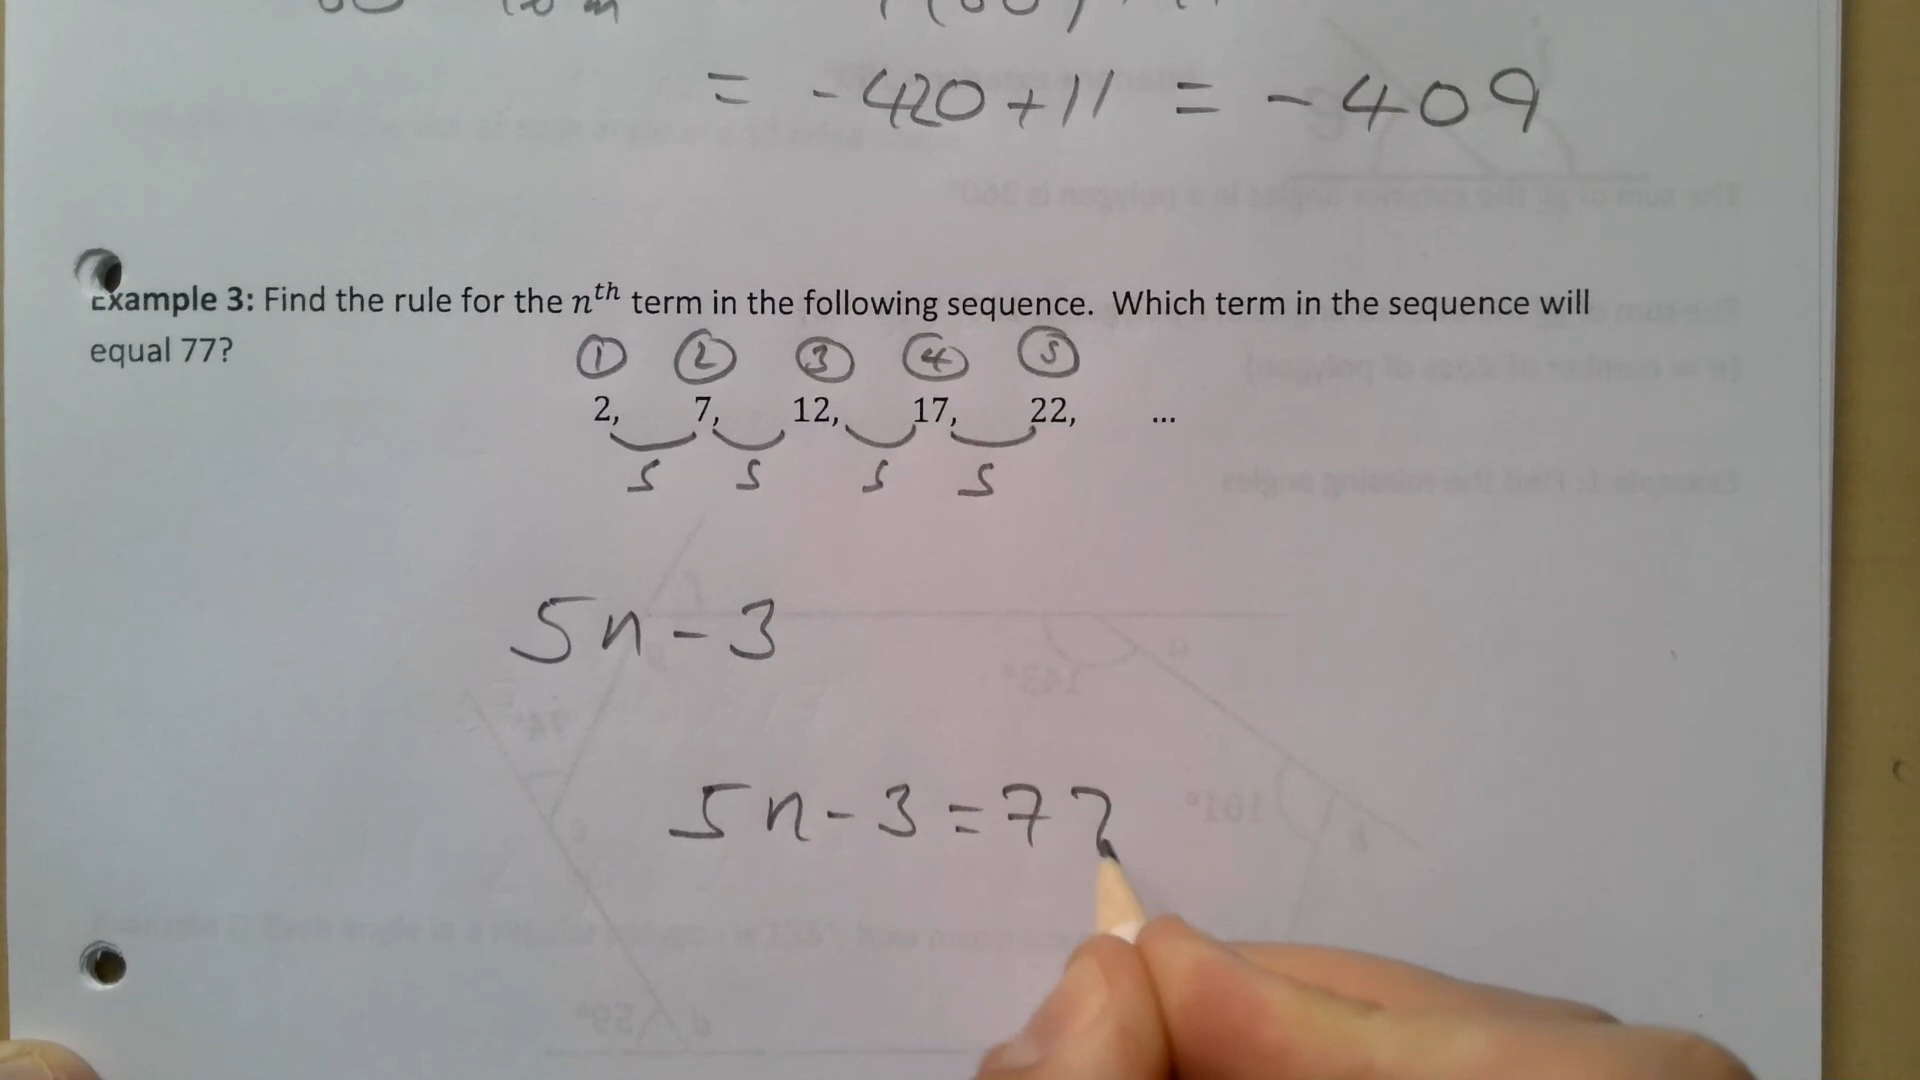 = -420 + 11 = -409
Example 3: Find the rule for the nth term in the following sequence. Which term in the sequence will
equal 77?
① ② ③ ④ ⑤
2, 7, 12, 17, 22, ...
5 5 5 5
5n - 3
5n - 3 = 77